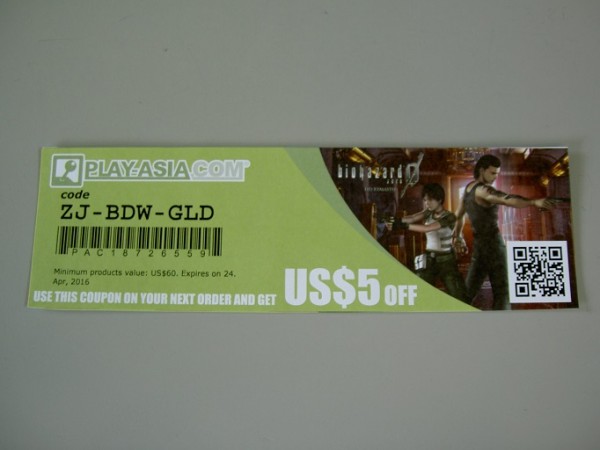 PLAY-ASIA.COM®
code
ZJ-BDW-GLD
PAC18726559
Minimum products value: US$60. Expires on 24.
Apr, 2016
USE THIS COUPON ON YOUR NEXT ORDER AND GET US$5 OFF
biohazard 0